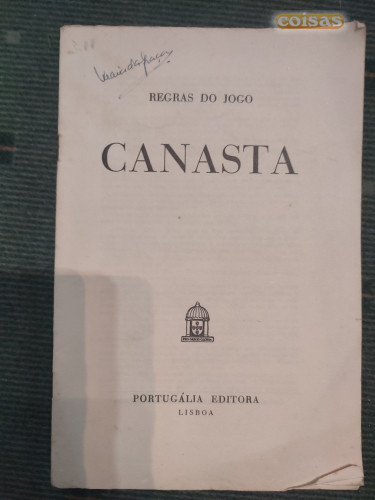 coisas
REGRAS DO JOGO
CANASTA
PORTUGÁLIA EDITORA
LISBOA